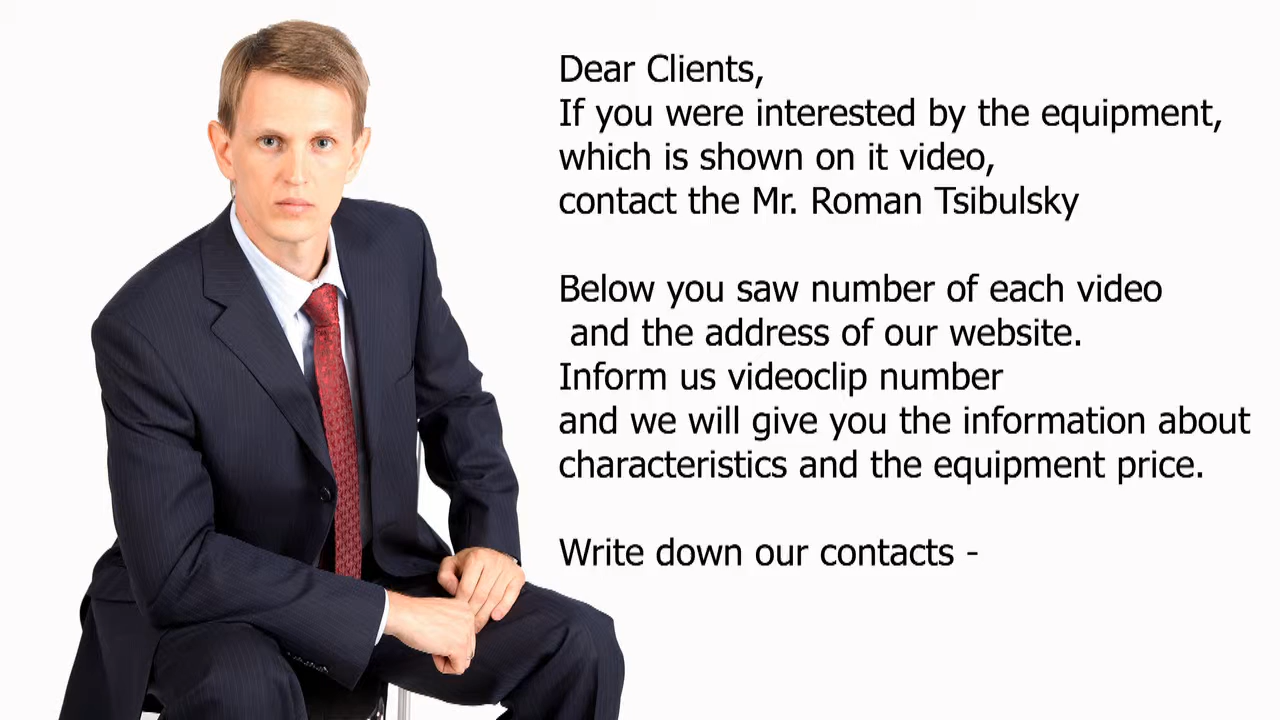 Dear Clients,
If you were interested by the equipment,
which is shown on it video,
contact the Mr. Roman Tsibulsky
Below you saw number of each video
and the address of our website.
Inform us videoclip number
and we will give you the information about
characteristics and the equipment price.
Write down our contacts -